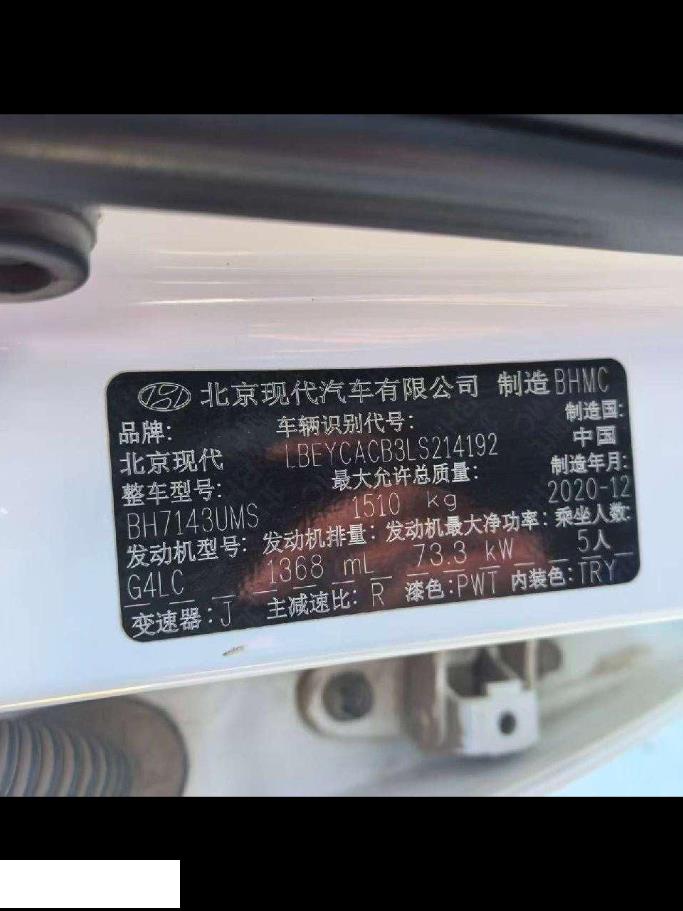 北京现代汽车有限公司 制造 BHMC
品牌: 车辆识别代号: 制造国:
北京现代 LBEYCACB3LS214192 中国
整车型号: 最大允许总质量: 制造年月:
BH7143UMS 1510 kg 2020-12
发动机型号: 发动机排量: 发动机最大净功率: 乘坐人数:
G4LC 1368 mL 73.3 kW 5人
变速器: J 主减速比: R 漆色: PWT 内装色: TRY